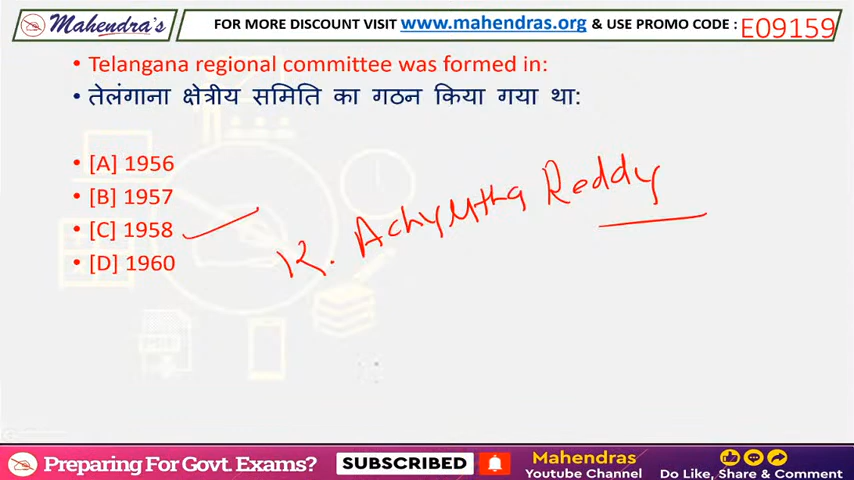 Mahendra's
FOR MORE DISCOUNT VISIT www.mahendras.org & USE PROMO CODE : E09159
• Telangana regional committee was formed in:
• तेलंगाना क्षेत्रीय समिति का गठन किया गया था:
• [A] 1956
• [B] 1957
• [C] 1958
• [D] 1960
K. Achyutha Reddy
Preparing For Govt. Exams?
SUBSCRIBED
Mahendras
Youtube Channel
Do Like, Share & Comment